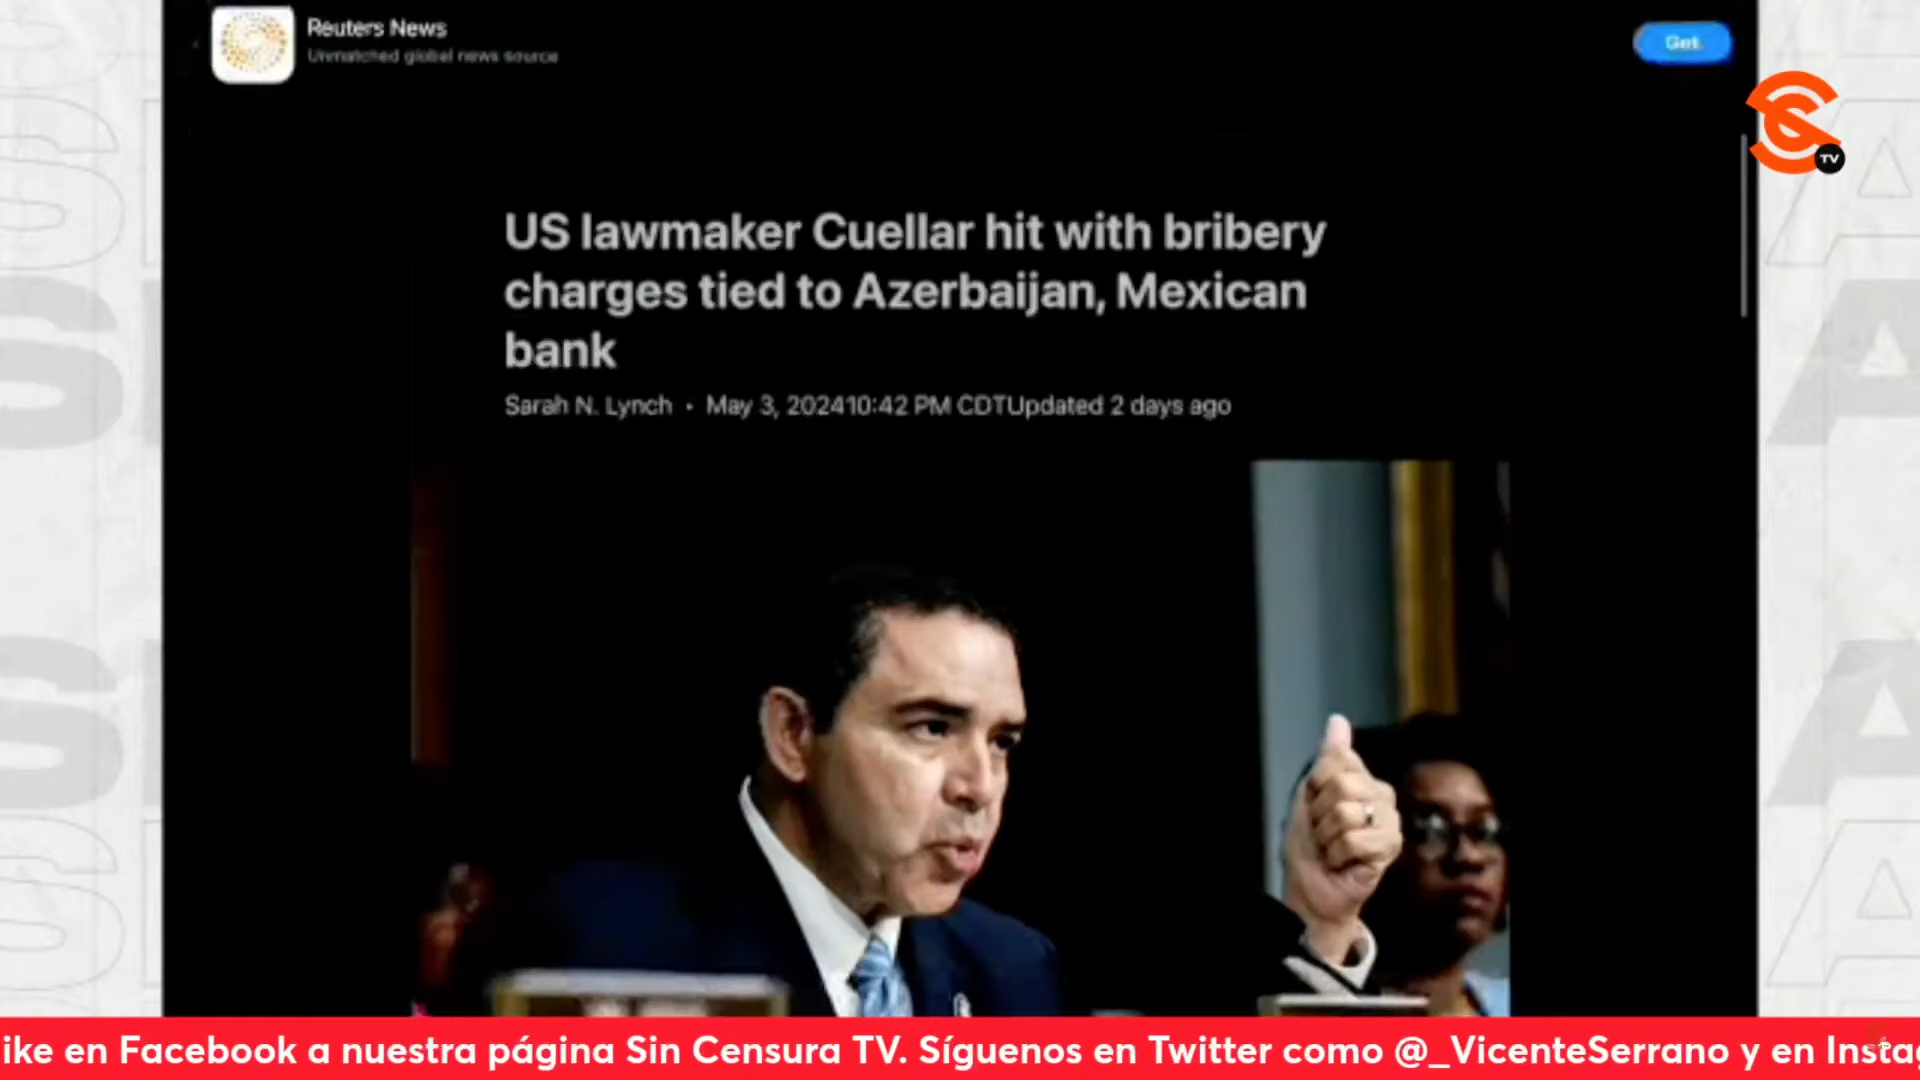 Reuters News
Unmatched global news source
Get
TV
US lawmaker Cuellar hit with bribery
charges tied to Azerbaijan, Mexican
bank
Sarah N. Lynch • May 3, 202410:42 PM CDTUpdated 2 days ago
ike en Facebook a nuestra página Sin Censura TV. Síguenos en Twitter como @_VicenteSerrano y en Insta